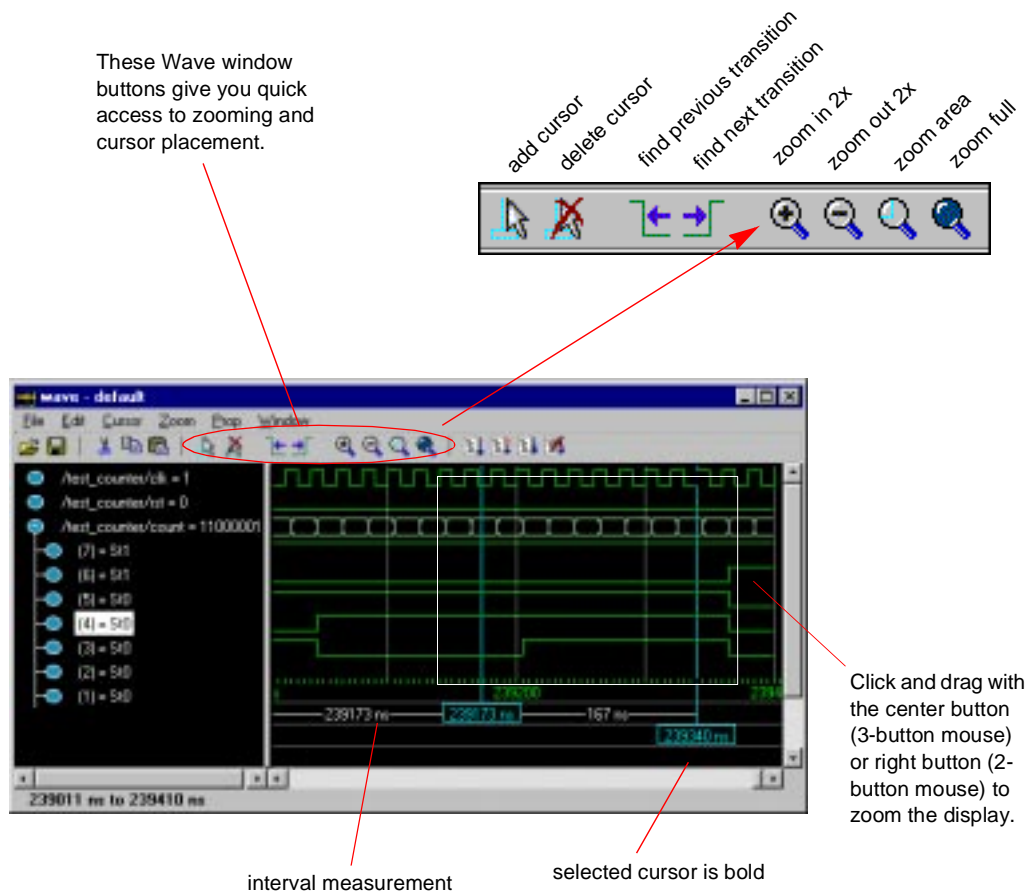 These Wave window
buttons give you quick
access to zooming and
cursor placement.
add cursor
delete cursor
find previous transition
find next transition
zoom in 2x
zoom out 2x
zoom area
zoom full
wave - default
File Edit Cursor Zoom Prop Window
/test_counter/clk = 1
/test_counter/rst = 0
/test_counter/count = 11000001
(7) = St1
(6) = St1
(5) = St0
(4) = St0
(3) = St0
(2) = St0
(1) = St0
239200
239173 ns
239173 ns
167 ns
239340 ns
239011 ns to 239410 ns
Click and drag with
the center button
(3-button mouse)
or right button (2-
button mouse) to
zoom the display.
interval measurement
selected cursor is bold